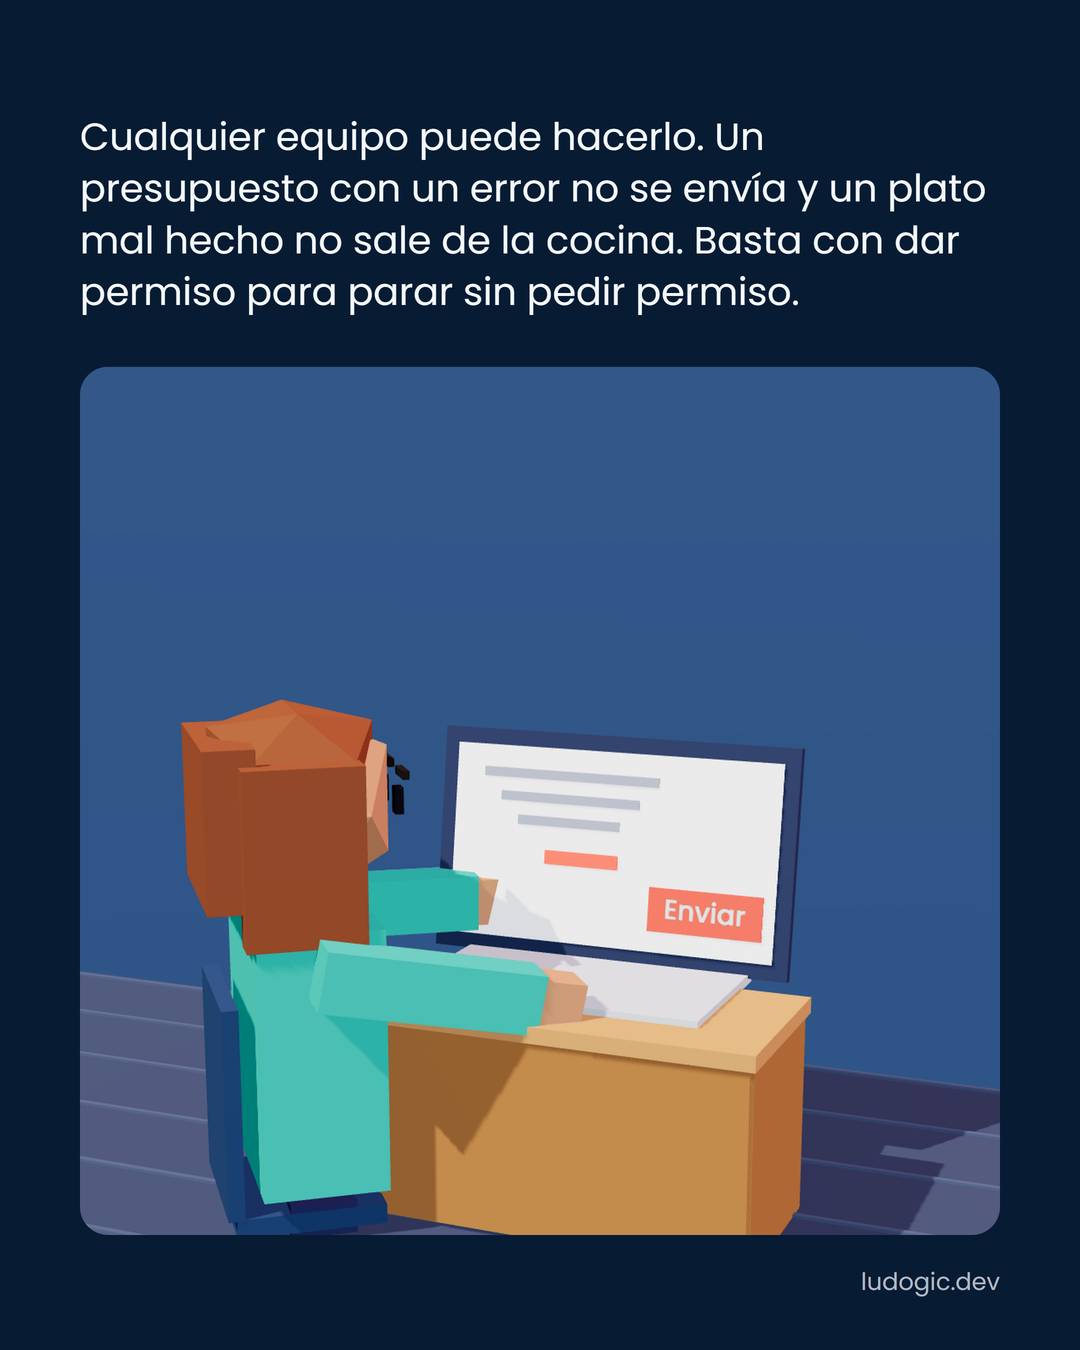 Cualquier equipo puede hacerlo. Un
presupuesto con un error no se envía y un plato
mal hecho no sale de la cocina. Basta con dar
permiso para parar sin pedir permiso.
Enviar
ludogic.dev